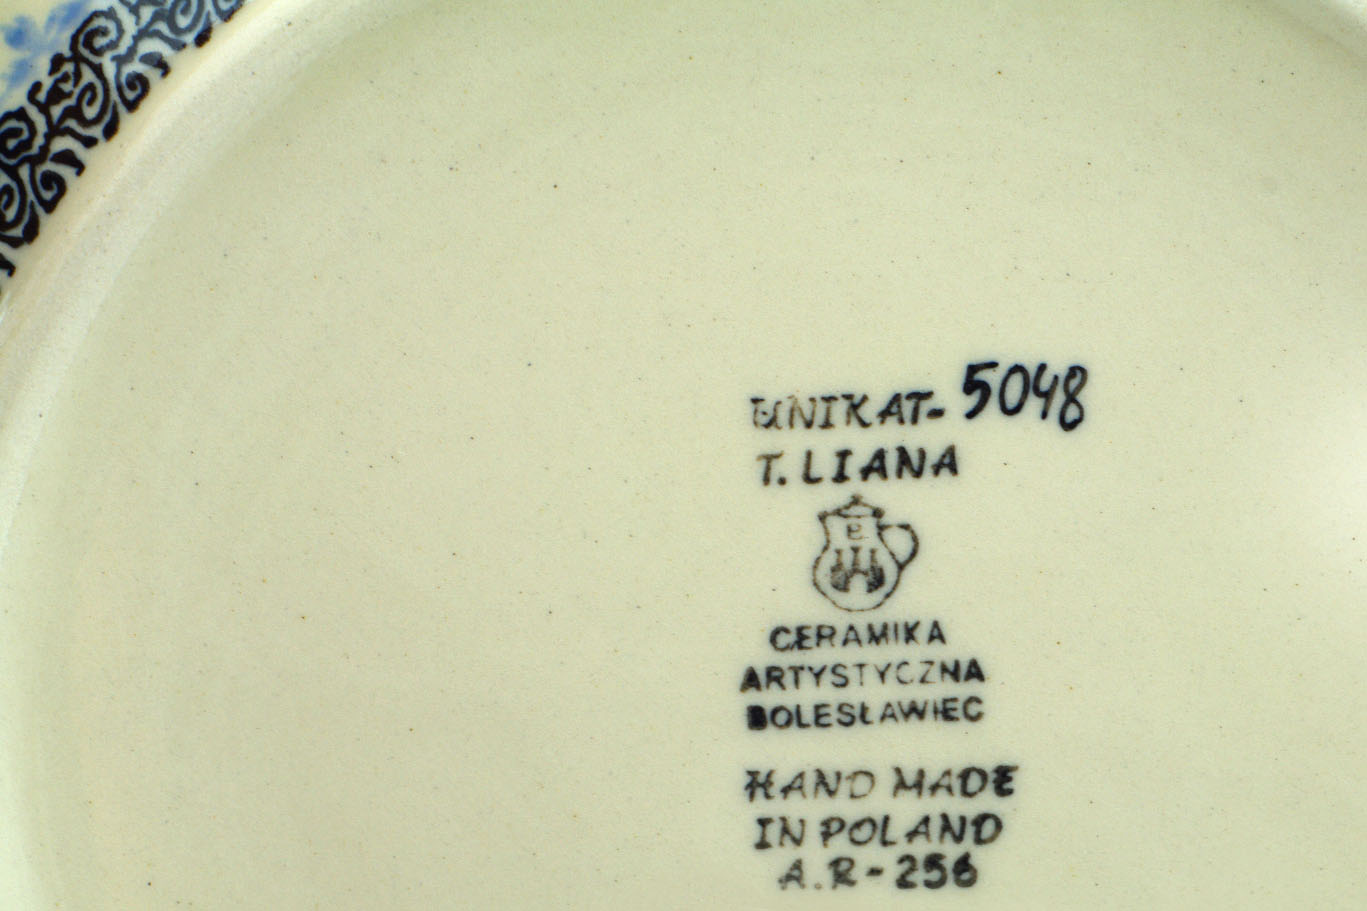 UNIKAT-5048
T. LIANA
B
CERAMIKA
ARTYSTYCZNA
BOLESŁAWIEC
HAND MADE
IN POLAND
A.R-256